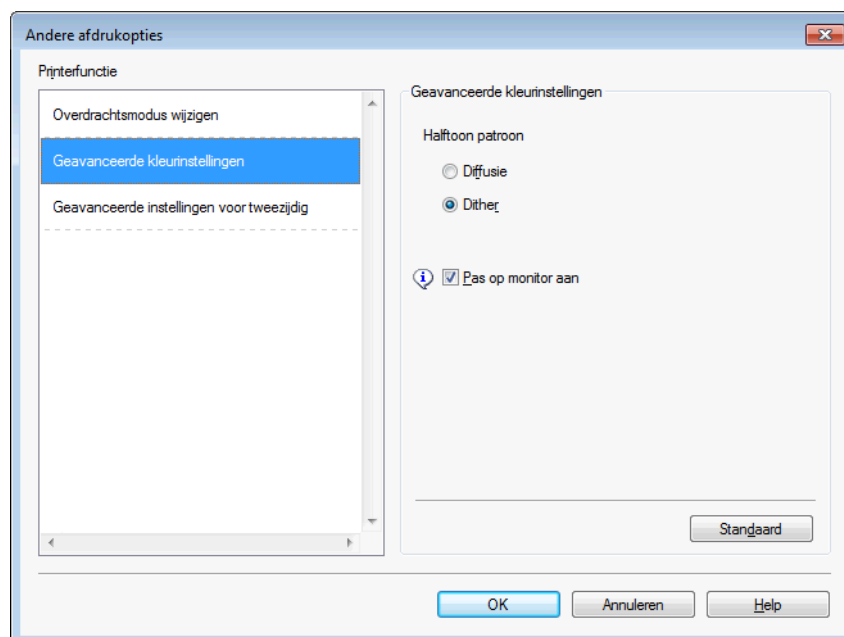 Andere afdrukopties
Printerfunctie
Overdrachtsmodus wijzigen
Geavanceerde kleurinstellingen
Geavanceerde instellingen voor tweezijdig
Geavanceerde kleurinstellingen
Halftoon patroon
Diffusie
Dither
Pas op monitor aan
Standaard
OK
Annuleren
Help